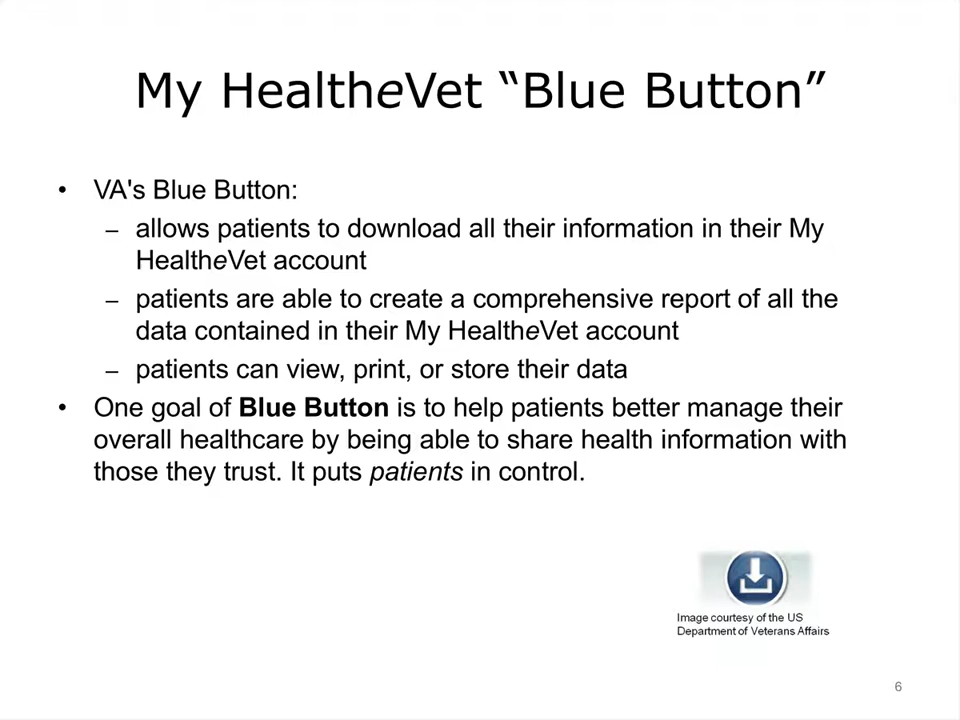 My HealtheVet “Blue Button”
• VA's Blue Button:
– allows patients to download all their information in their My
HealtheVet account
– patients are able to create a comprehensive report of all the
data contained in their My HealtheVet account
– patients can view, print, or store their data
• One goal of Blue Button is to help patients better manage their
overall healthcare by being able to share health information with
those they trust. It puts patients in control.
Image courtesy of the US
Department of Veterans Affairs
6